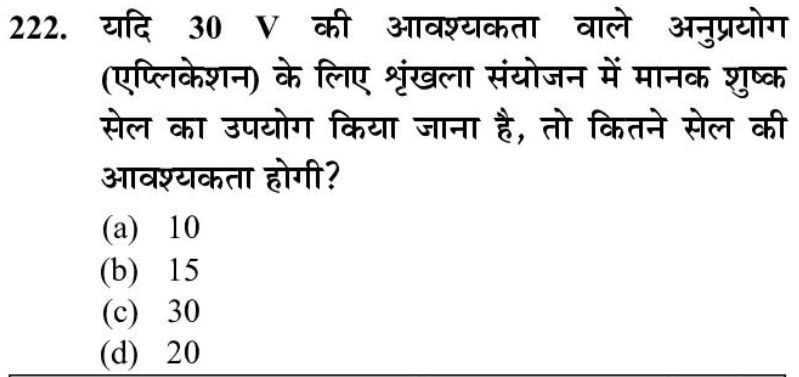 222. यदि 30 V की आवश्यकता वाले अनुप्रयोग
(एप्लिकेशन) के लिए शृंखला संयोजन में मानक शुष्क
सेल का उपयोग किया जाना है, तो कितने सेल की
आवश्यकता होगी?
(a) 10
(b) 15
(c) 30
(d) 20